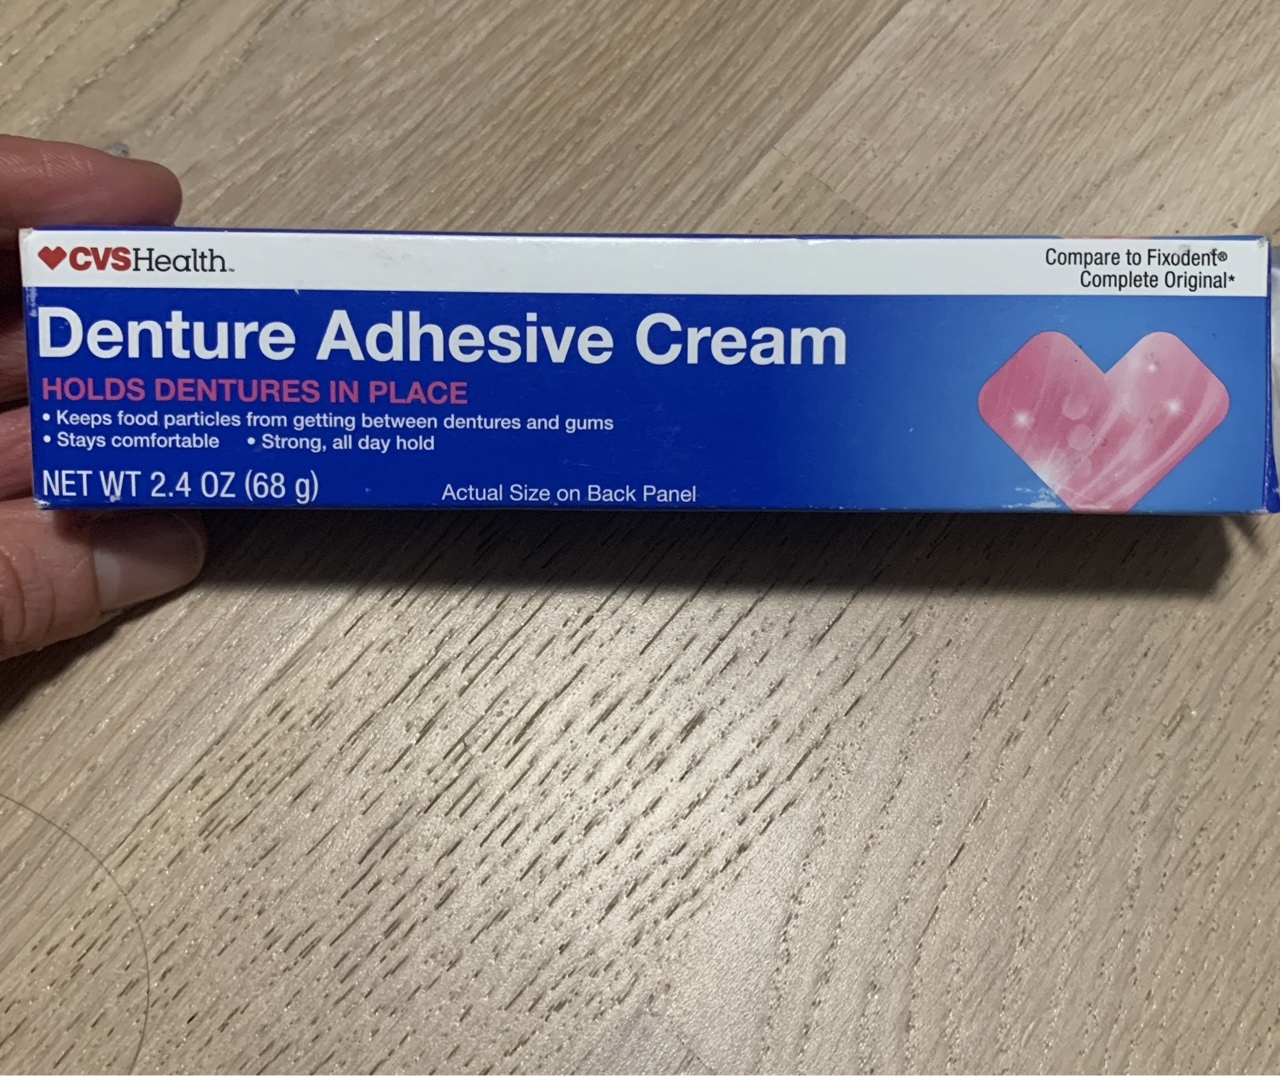 CVSHealth™
Compare to Fixodent®
Complete Original*
Denture Adhesive Cream
HOLDS DENTURES IN PLACE
• Keeps food particles from getting between dentures and gums
• Stays comfortable • Strong, all day hold
NET WT 2.4 OZ (68 g)
Actual Size on Back Panel